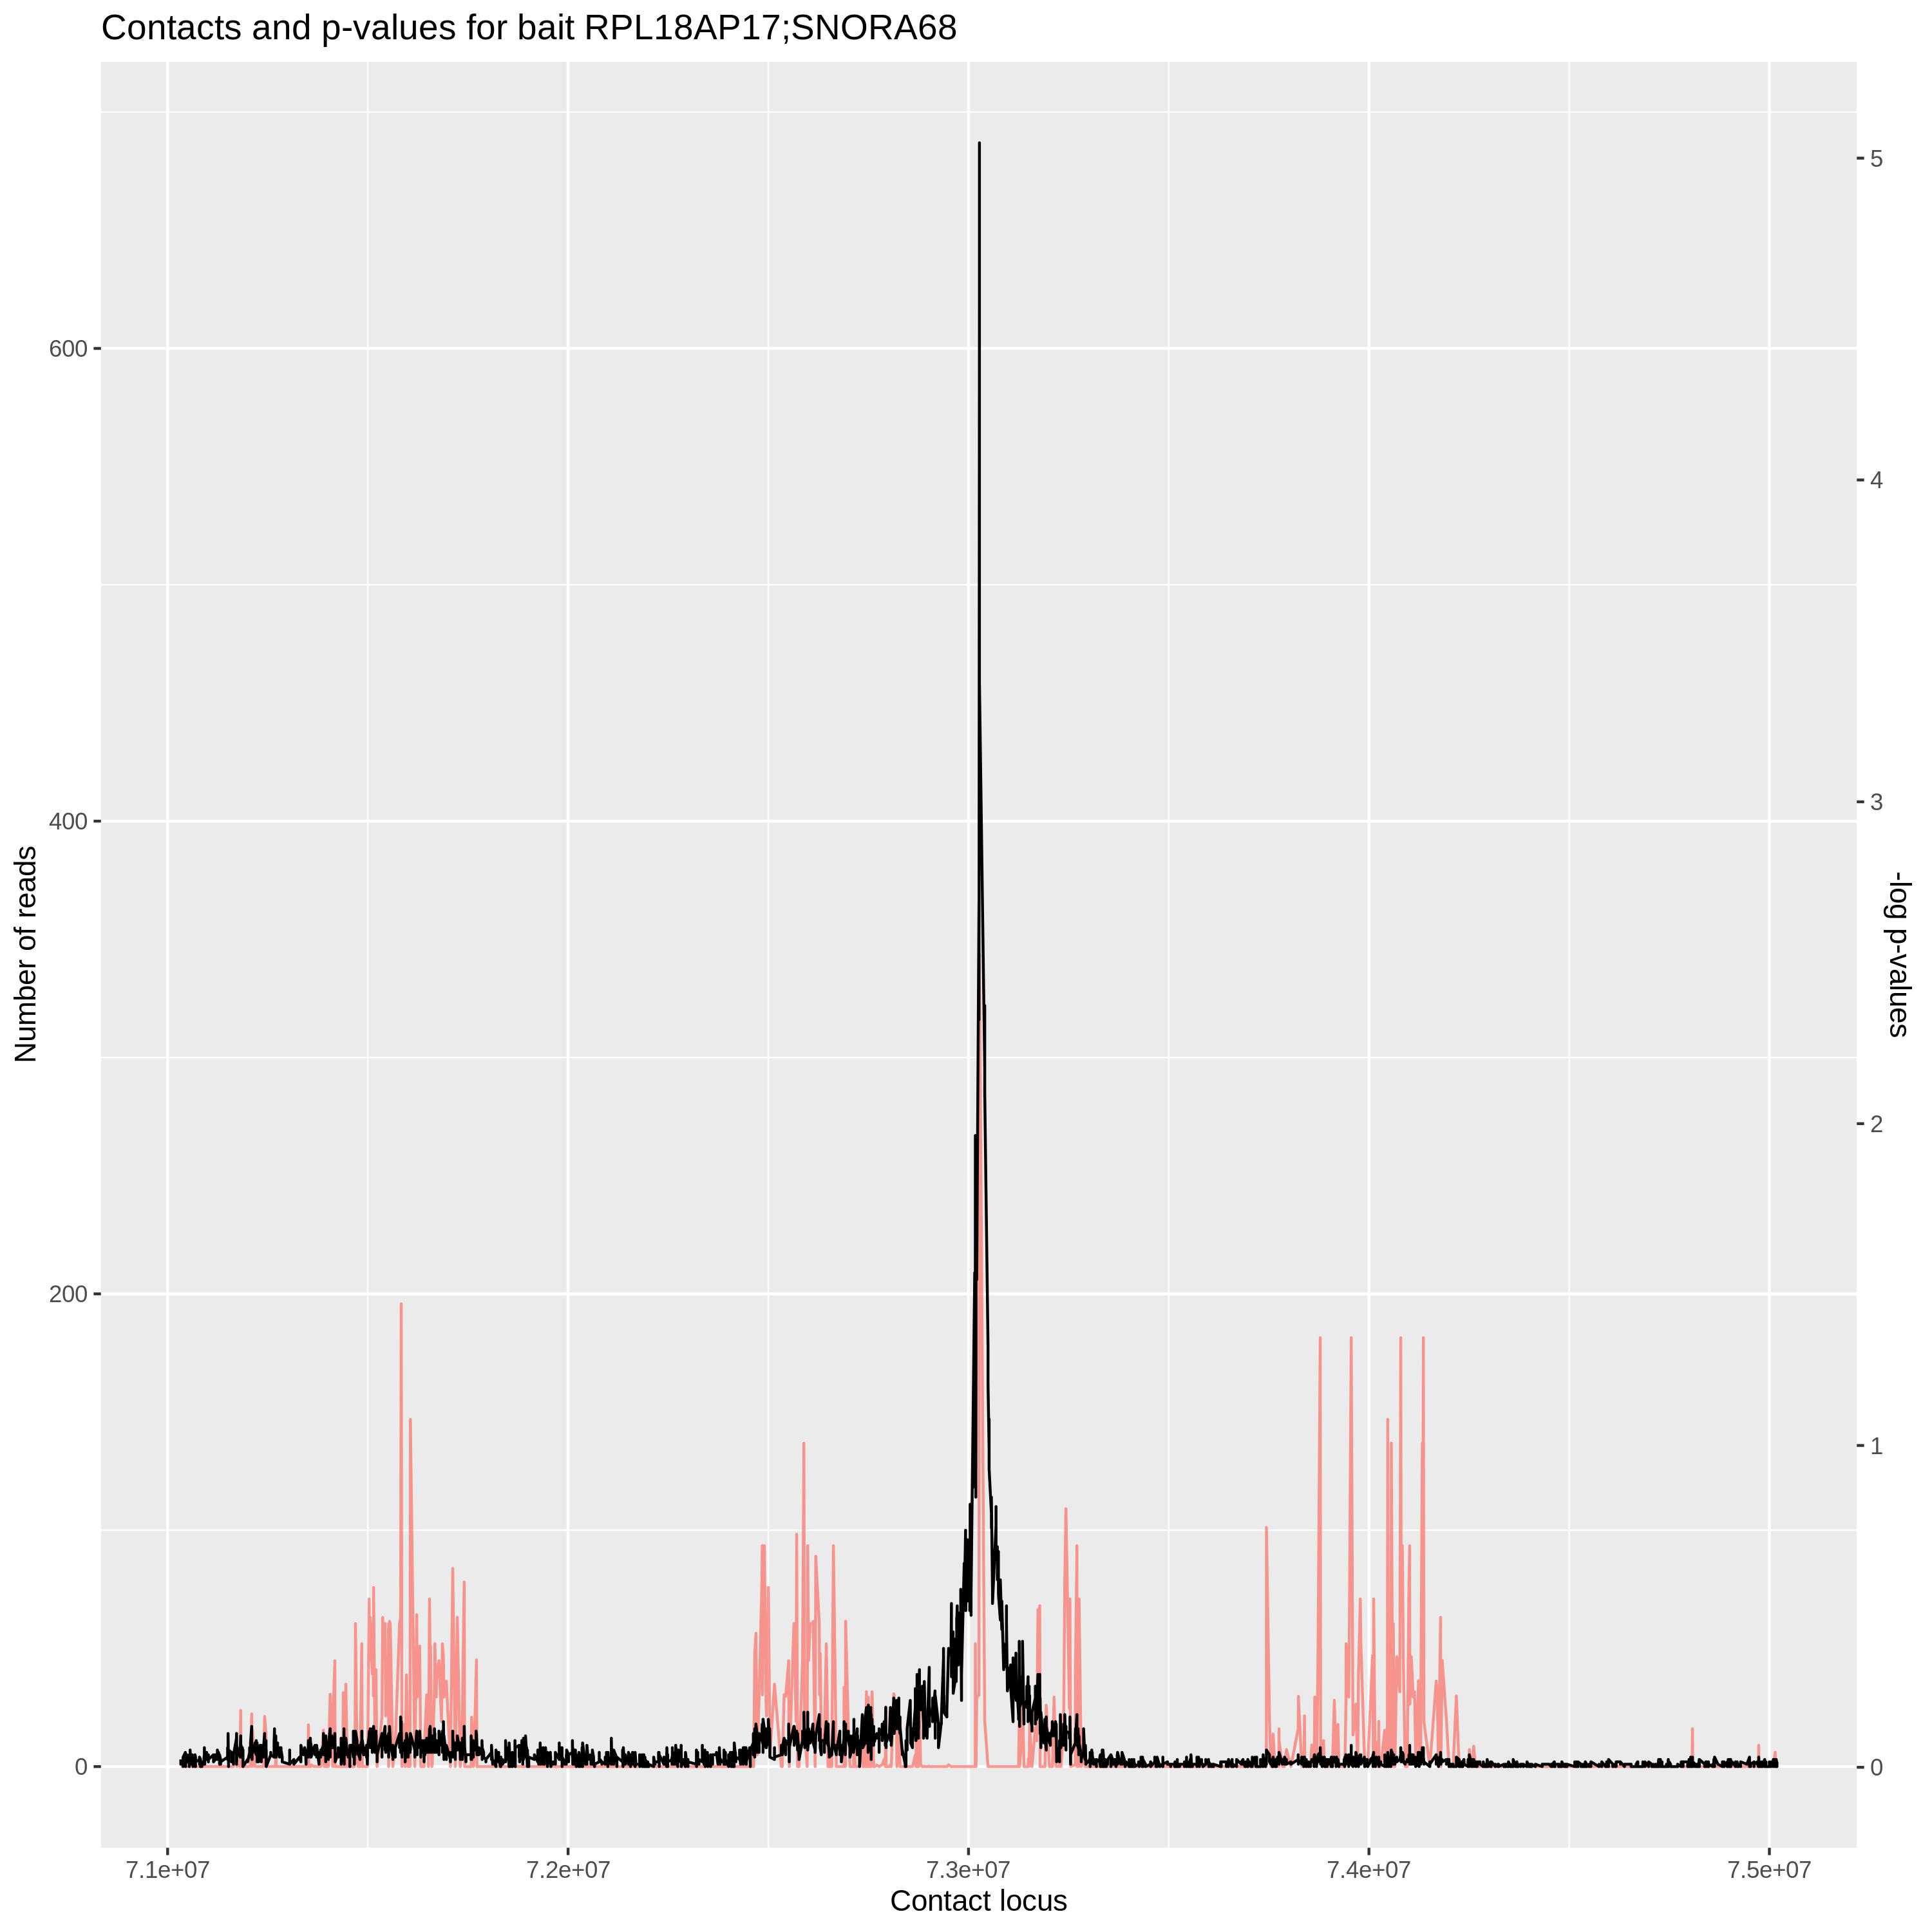 Contacts and p-values for bait RPL18AP17;SNORA68
600
400
200
0
Number of reads
5
4
3
2
1
0
-log p-values
7.1e+07
7.2e+07
7.3e+07
7.4e+07
7.5e+07
Contact locus